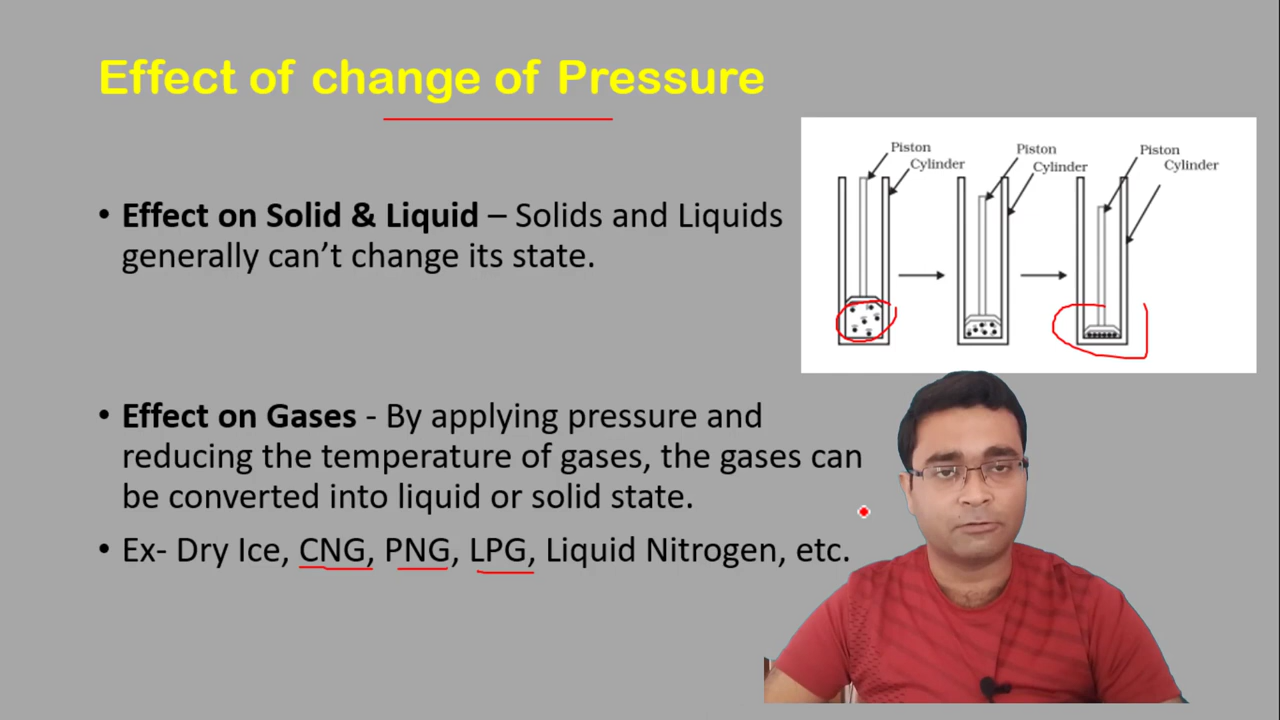 Effect of change of Pressure
Piston
Cylinder
Piston
Cylinder
Piston
Cylinder
• Effect on Solid & Liquid – Solids and Liquids
generally can’t change its state.
• Effect on Gases - By applying pressure and
reducing the temperature of gases, the gases can
be converted into liquid or solid state.
• Ex- Dry Ice, CNG, PNG, LPG, Liquid Nitrogen, etc.